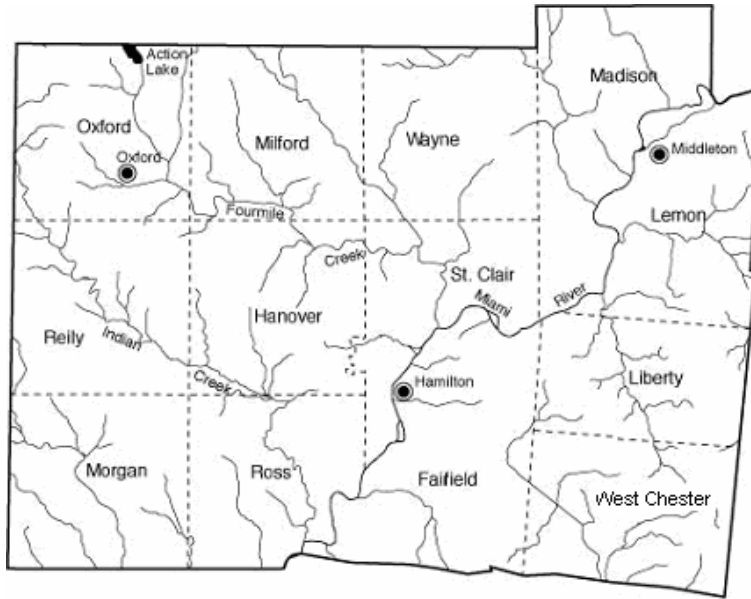 Action
Lake
Madison
Oxford
Milford
Wayne
Oxford
Middleton
Fourmile
Lemon
Creek
St. Clair
Miami
River
Hanover
Reilly
Indian
Creek
Hamilton
Liberty
Morgan
Ross
Faifield
West Chester